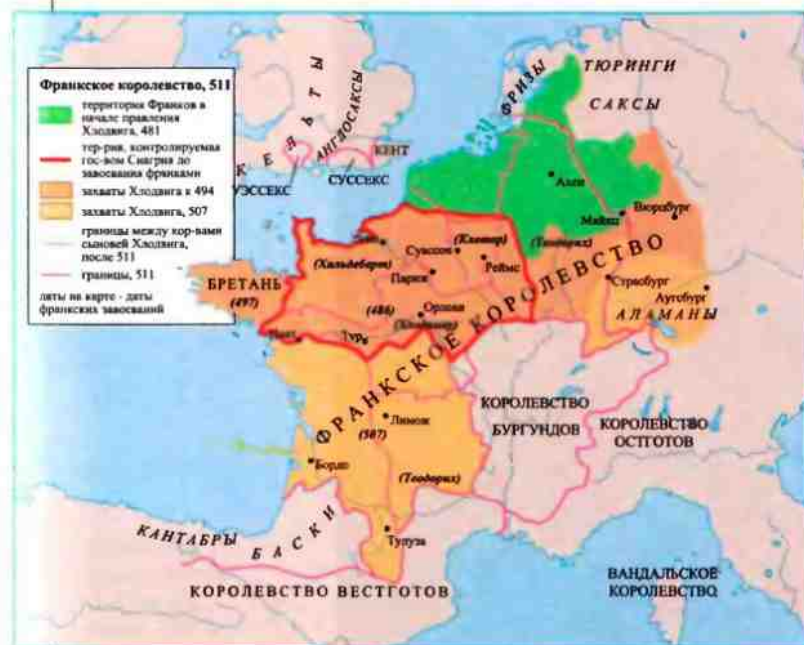 Франкское королевство, 511
территория Франков в
начале правления
Хлодвига, 481
тер-рия, контролируемая
гос-вом Сиагрия до
завоевания франками
захваты Хлодвига к 494
захваты Хлодвига, 507
границы между кор-вами
сыновей Хлодвига,
после 511
границы, 511
даты на карте - даты
франкских завоеваний
КЕЛЬТЫ
АНГЛОСАКСЫ
КЕНТ
УЭССЕКС
СУССЕКС
ФРИЗЫ
ТЮРИНГИ
САКСЫ
Майнц
Вюрцбург
(Теодорих)
Суассон
(Клотар)
Реймс
(Хильдеберт)
Париж
Страсбург
Аугсбург
АЛАМАНЫ
БРЕТАНЬ
(497)
(486)
Орлеан
(Хлодомир)
Нант
Тур
ФРАНКСКОЕ КОРОЛЕВСТВО
КОРОЛЕВСТВО
БУРГУНДОВ
КОРОЛЕВСТВО
ОСТГОТОВ
Лимож
(507)
Бордо
(Теодорих)
Тулуза
КАНТАБРЫ
БАСКИ
КОРОЛЕВСТВО ВЕСТГОТОВ
ВАНДАЛЬСКОЕ
КОРОЛЕВСТВО